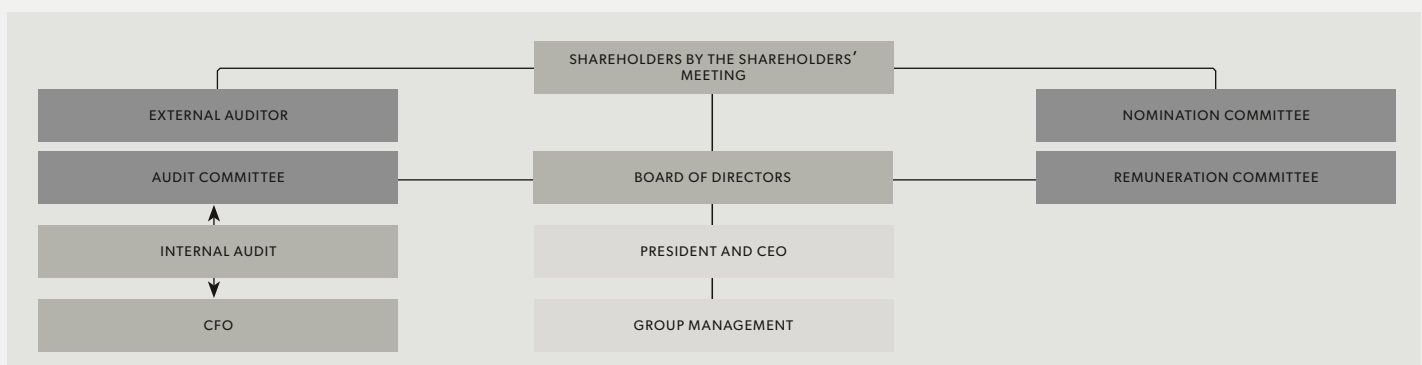 SHAREHOLDERS BY THE SHAREHOLDERS’
MEETING
EXTERNAL AUDITOR
NOMINATION COMMITTEE
AUDIT COMMITTEE
BOARD OF DIRECTORS
REMUNERATION COMMITTEE
INTERNAL AUDIT
PRESIDENT AND CEO
CFO
GROUP MANAGEMENT